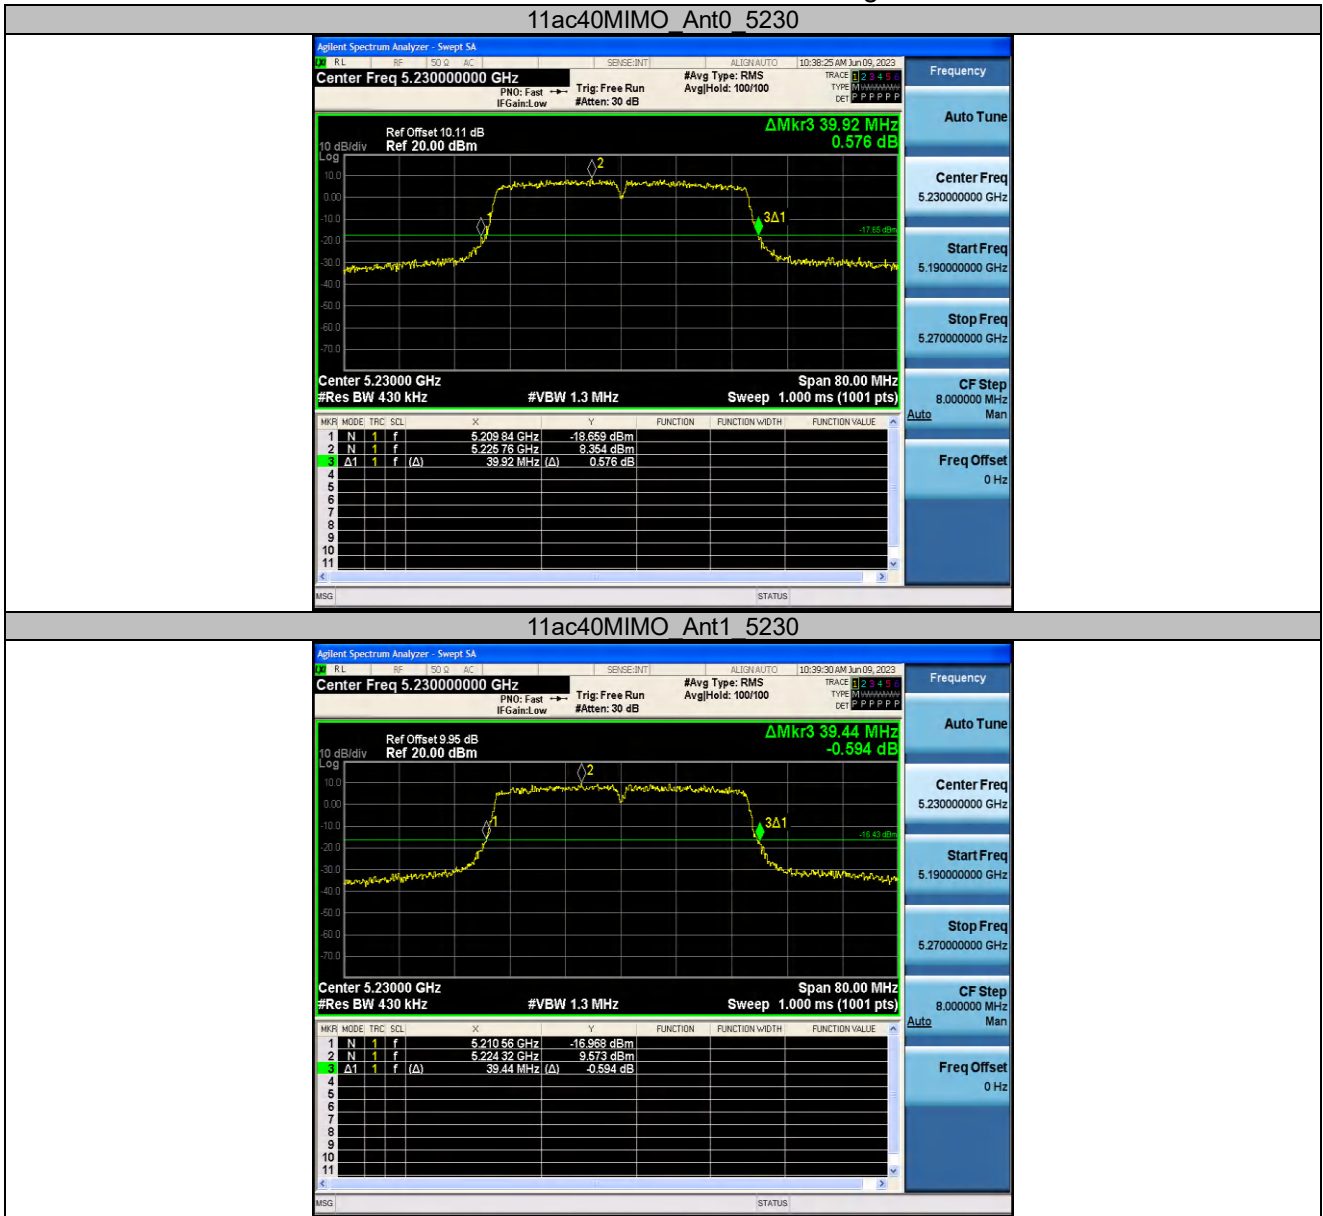 11ac40MIMO_Ant0_5230
Agilent Spectrum Analyzer - Swept SA
RL RF 50 Ω AC SENSE:INT ALIGNAUTO 10:38:25 AM Jun 09, 2023
Center Freq 5.230000000 GHz #Avg Type: RMS TRACE 1 2 3 4 5 6
PNO: Fast Trig: Free Run Avg|Hold: 100/100 TYPE M
IFGain:Low #Atten: 30 dB DET P P P P P P
Frequency
Auto Tune
Center Freq
5.230000000 GHz
Start Freq
5.190000000 GHz
Stop Freq
5.270000000 GHz
CF Step
8.000000 MHz
Auto Man
Freq Offset
0 Hz
ΔMkr3 39.92 MHz
0.576 dB
Ref Offset 10.11 dB
10 dB/div Ref 20.00 dBm
Log
10.0
0.00
-10.0
-20.0
-30.0
-40.0
-50.0
-60.0
-70.0
2
1
3Δ1
-17.65 dBm
Center 5.23000 GHz Span 80.00 MHz
#Res BW 430 kHz #VBW 1.3 MHz Sweep 1.000 ms (1001 pts)
MKR MODE TRC SCL X Y FUNCTION FUNCTION WIDTH FUNCTION VALUE
1 N 1 f 5.209 84 GHz -18.659 dBm
2 N 1 f 5.225 76 GHz 8.354 dBm
3 Δ1 1 f (Δ) 39.92 MHz (Δ) 0.576 dB
4
5
6
7
8
9
10
11
MSG STATUS
11ac40MIMO_Ant1_5230
Agilent Spectrum Analyzer - Swept SA
RL RF 50 Ω AC SENSE:INT ALIGNAUTO 10:39:30 AM Jun 09, 2023
Center Freq 5.230000000 GHz #Avg Type: RMS TRACE 1 2 3 4 5 6
PNO: Fast Trig: Free Run Avg|Hold: 100/100 TYPE M
IFGain:Low #Atten: 30 dB DET P P P P P P
Frequency
Auto Tune
Center Freq
5.230000000 GHz
Start Freq
5.190000000 GHz
Stop Freq
5.270000000 GHz
CF Step
8.000000 MHz
Auto Man
Freq Offset
0 Hz
ΔMkr3 39.44 MHz
-0.594 dB
Ref Offset 9.95 dB
10 dB/div Ref 20.00 dBm
Log
10.0
0.00
-10.0
-20.0
-30.0
-40.0
-50.0
-60.0
-70.0
2
1
3Δ1
-16.43 dBm
Center 5.23000 GHz Span 80.00 MHz
#Res BW 430 kHz #VBW 1.3 MHz Sweep 1.000 ms (1001 pts)
MKR MODE TRC SCL X Y FUNCTION FUNCTION WIDTH FUNCTION VALUE
1 N 1 f 5.210 56 GHz -16.968 dBm
2 N 1 f 5.224 32 GHz 9.573 dBm
3 Δ1 1 f (Δ) 39.44 MHz (Δ) -0.594 dB
4
5
6
7
8
9
10
11
MSG STATUS